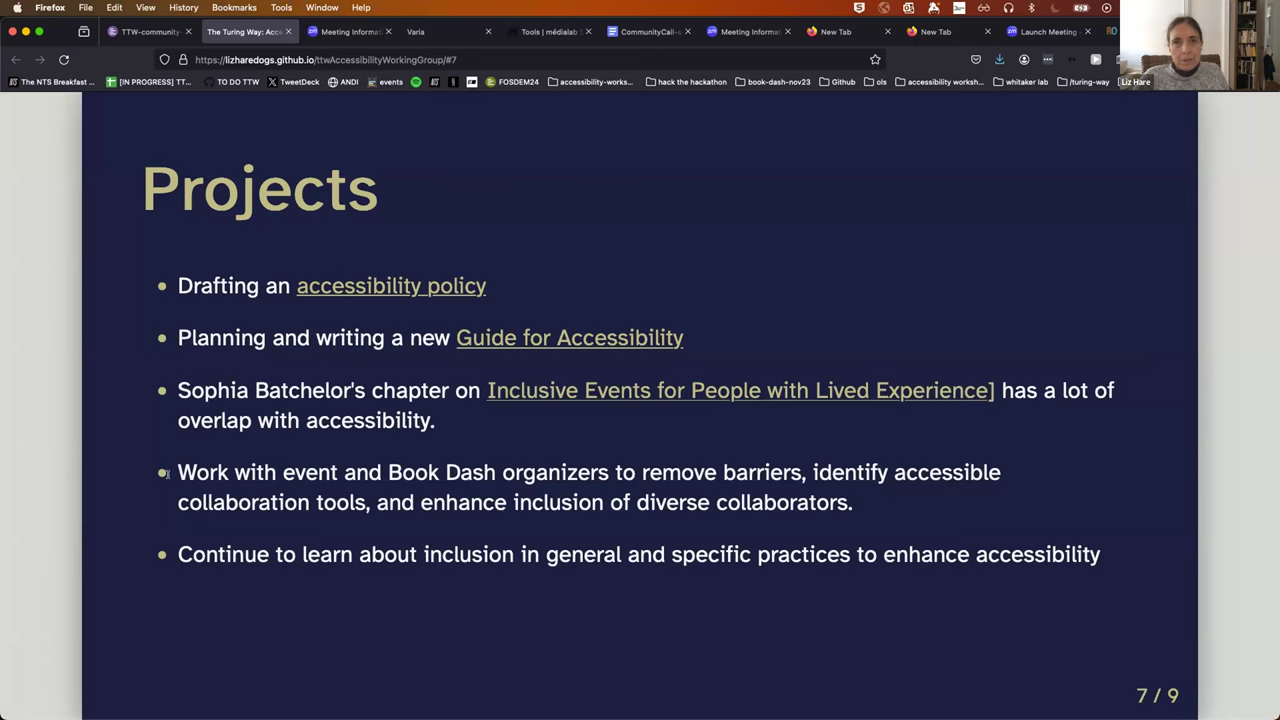 Firefox File Edit View History Bookmarks Tools Window Help
TTW-community- The Turing Way: Acc Meeting Informat Varia Tools | médialab S CommunityCall- Meeting Informat New Tab New Tab Launch Meeting -
https://lizharedogs.github.io/ttwAccessibilityWorkingGroup/#7
The NTS Breakfast ... [IN PROGRESS] TT... TO DO TTW TweetDeck ANDI events FOSDEM24 accessibility-works... hack the hackathon book-dash-nov23 Github ols accessibility worksh... whitaker lab /turing-way
Liz Hare
Projects
Drafting an accessibility policy
Planning and writing a new Guide for Accessibility
Sophia Batchelor's chapter on Inclusive Events for People with Lived Experience] has a lot of
overlap with accessibility.
Work with event and Book Dash organizers to remove barriers, identify accessible
collaboration tools, and enhance inclusion of diverse collaborators.
Continue to learn about inclusion in general and specific practices to enhance accessibility
7 / 9